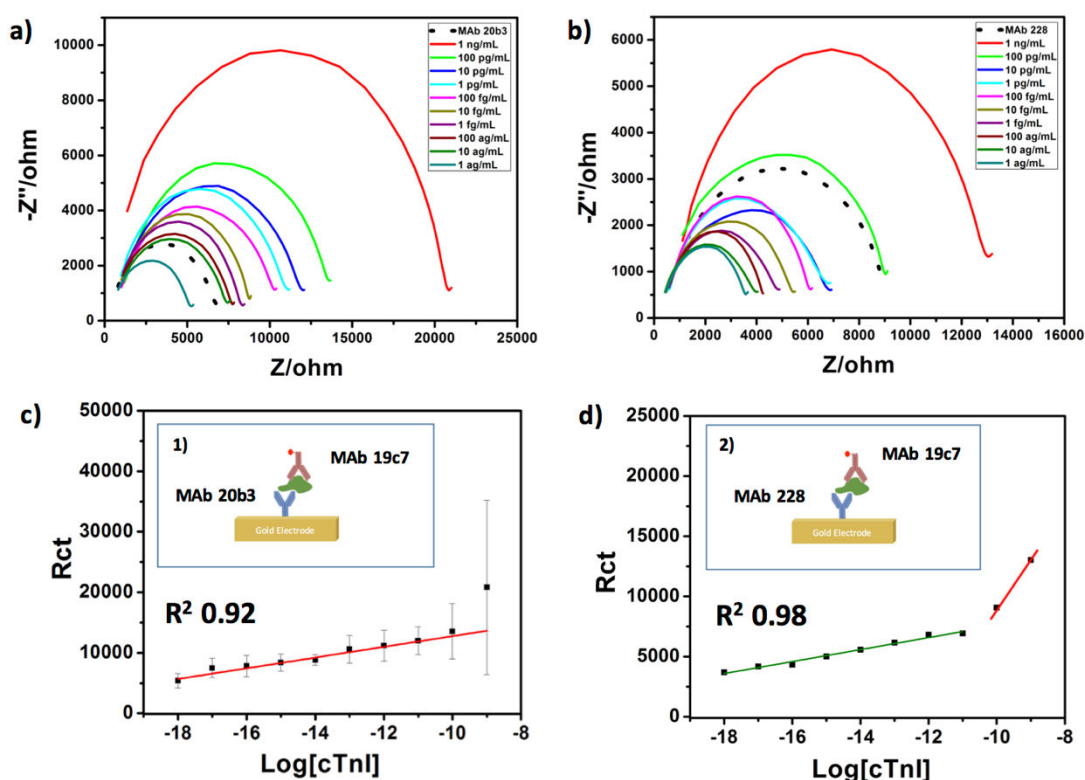 a)
-Z"/ohm
10000
8000
6000
4000
2000
0
0 5000 10000 15000 20000 25000
Z/ohm
MAb 20b3
1 ng/mL
100 pg/mL
10 pg/mL
1 pg/mL
100 fg/mL
10 fg/mL
1 fg/mL
100 ag/mL
10 ag/mL
1 ag/mL
b)
-Z"/ohm
6000
5000
4000
3000
2000
1000
0
0 2000 4000 6000 8000 10000 12000 14000 16000
Z/ohm
MAb 228
1 ng/mL
100 pg/mL
10 pg/mL
1 pg/mL
100 fg/mL
10 fg/mL
1 fg/mL
100 ag/mL
10 ag/mL
1 ag/mL
c)
Rct
50000
40000
30000
20000
10000
0
1)
MAb 19c7
MAb 20b3
Gold Electrode
R² 0.92
-18 -16 -14 -12 -10 -8
Log[cTnI]
d)
Rct
25000
20000
15000
10000
5000
0
2)
MAb 19c7
MAb 228
Gold Electrode
R² 0.98
-18 -16 -14 -12 -10 -8
Log[cTnI]